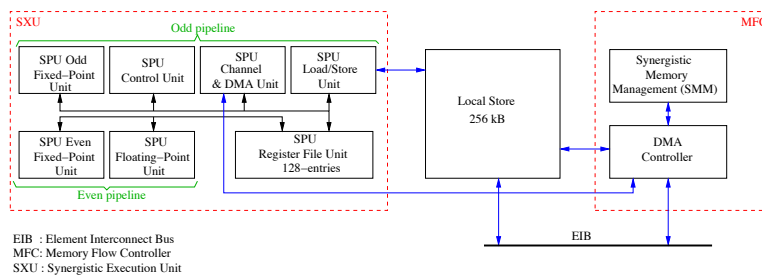 SXU
MFC
Odd pipeline
SPU Odd
Fixed–Point
Unit
SPU
Control Unit
SPU
Channel
& DMA Unit
SPU
Load/Store
Unit
SPU Even
Fixed–Point
Unit
SPU
Floating–Point
Unit
SPU
Register File Unit
128–entries
Even pipeline
Local Store
256 kB
Synergistic
Memory
Management (SMM)
DMA
Controller
EIB
EIB : Element Interconnect Bus
MFC: Memory Flow Controller
SXU : Synergistic Execution Unit